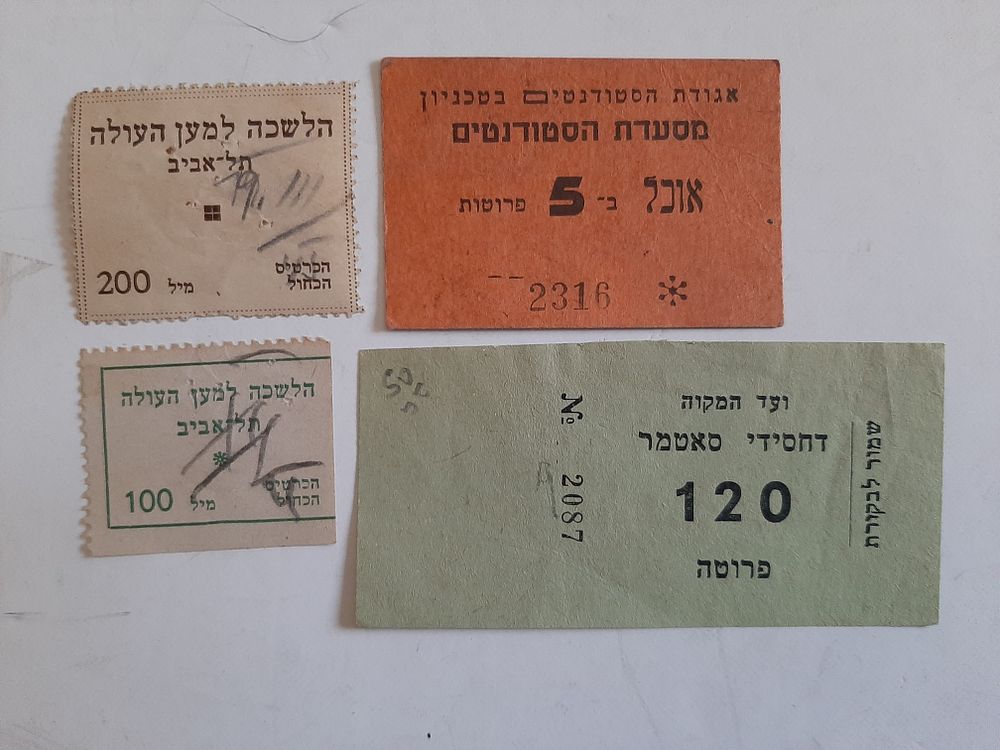 הלשכה למען העולה
תל-אביב
הכרטיס
הכחול
200 מיל
אגודת הסטודנטים בטכניון
מסעדת הסטודנטים
אוכל ב- 5 פרוטות
2316
הלשכה למען העולה
תל-אביב
הכרטיס
הכחול
100 מיל
ועד המקוה
דחסידי סאטמר
120
פרוטה
שמור לבקורת
№ 2087